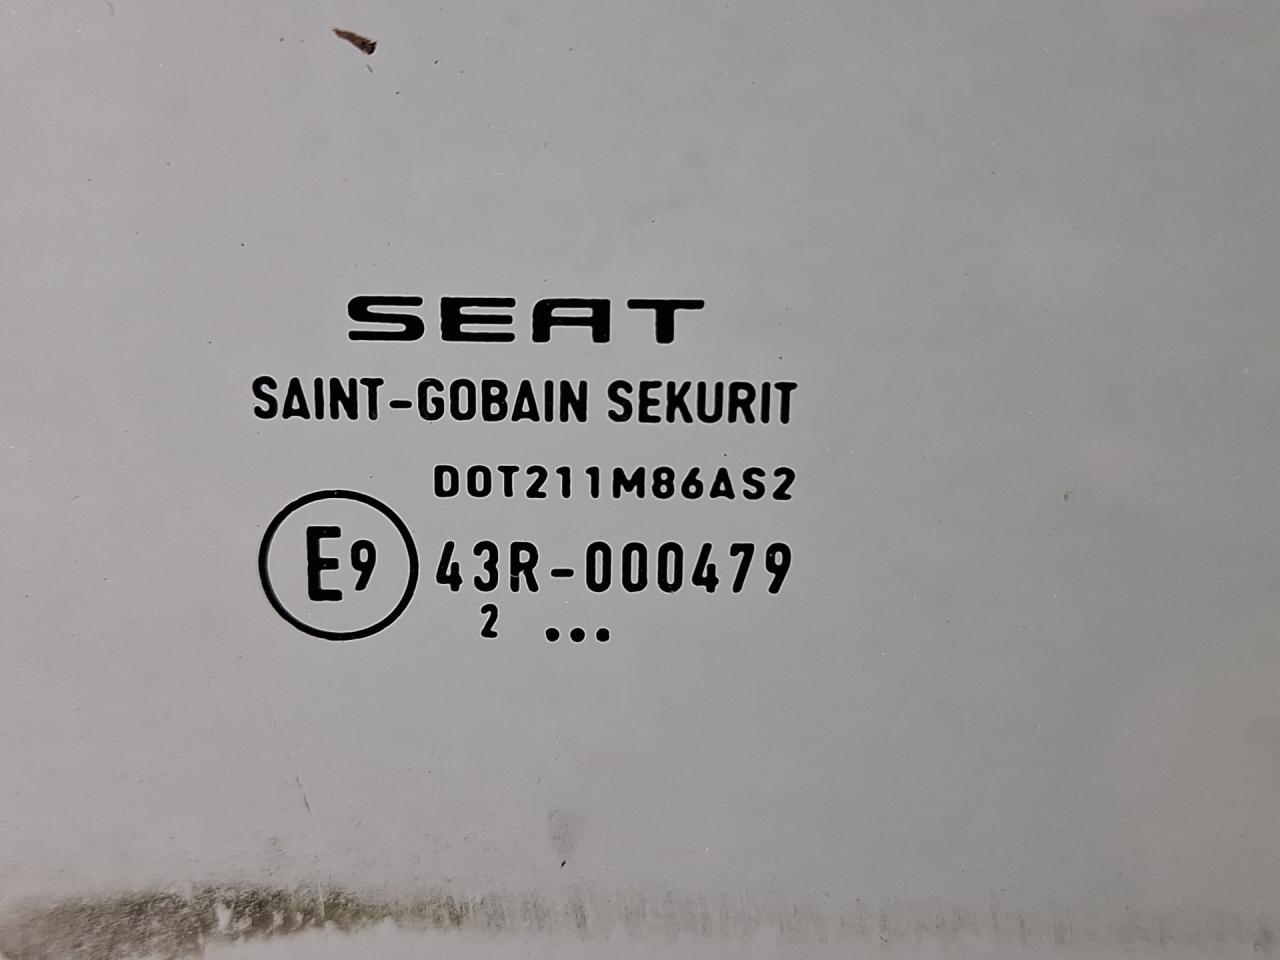 SEAT
SAINT-GOBAIN SEKURIT
DOT211M86AS2
E9 43R-000479
2 ...